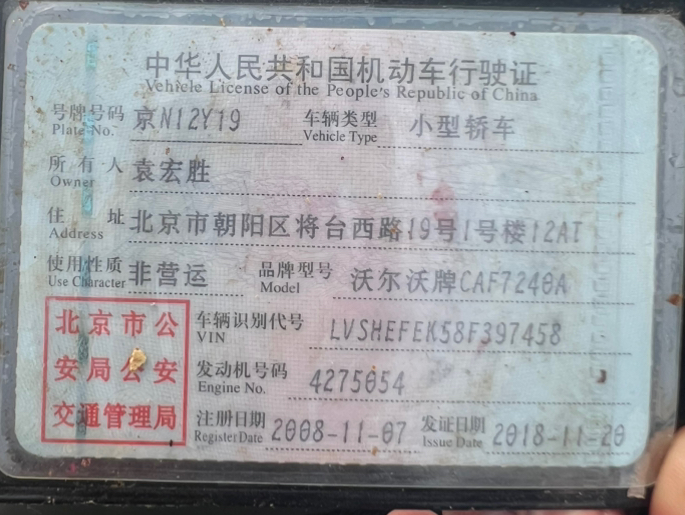 中华人民共和国机动车行驶证
Vehicle License of the People's Republic of China
号牌号码 京N12Y19 车辆类型 小型轿车
Plate No. Vehicle Type
所有人 袁宏胜
Owner
住址 北京市朝阳区将台西路19号1号楼12AI
Address
使用性质 非营运 品牌型号 沃尔沃牌CAF7240A
Use Character Model
北京市公 车辆识别代号 LVSHEFEK58F397458
VIN
安局公安 发动机号码 4275054
Engine No.
交通管理局 注册日期 2008-11-07 发证日期 2018-11-20
Register Date Issue Date